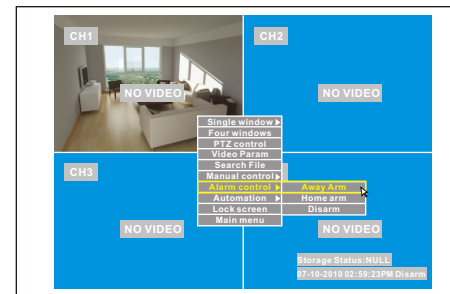 CH1
CH2
NO VIDEO
NO VIDEO
Single window
Four windows
PTZ control
Video Param
Search File
Manual control
Alarm control
Automation
Lock screen
Main menu
Away Arm
Home arm
Disarm
CH3
NO VIDEO
NO VIDEO
Storage Status:NULL
07-10-2010 02:59:23PM Disarm